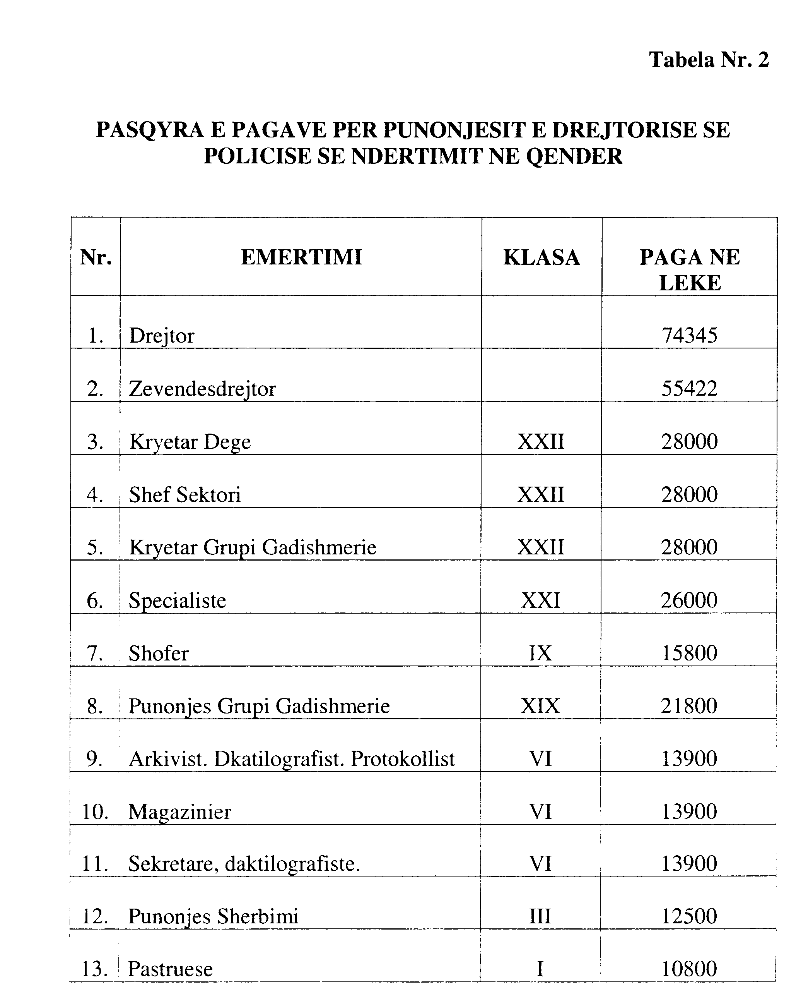 Tabela Nr. 2
PASQYRA E PAGAVE PER PUNONJESIT E DREJTORISE SE
POLICISE SE NDERTIMIT NE QENDER
Nr. EMERTIMI KLASA PAGA NE
LEKE
1. Drejtor 74345
2. Zevendesdrejtor 55422
3. Kryetar Dege XXII 28000
4. Shef Sektori XXII 28000
5. Kryetar Grupi Gadishmerie XXII 28000
6. Specialiste XXI 26000
7. Shofer IX 15800
8. Punonjes Grupi Gadishmerie XIX 21800
9. Arkivist. Dkatilografist. Protokollist VI 13900
10. Magazinier VI 13900
11. Sekretare, daktilografiste. VI 13900
12. Punonjes Sherbimi III 12500
13. Pastruese I 10800